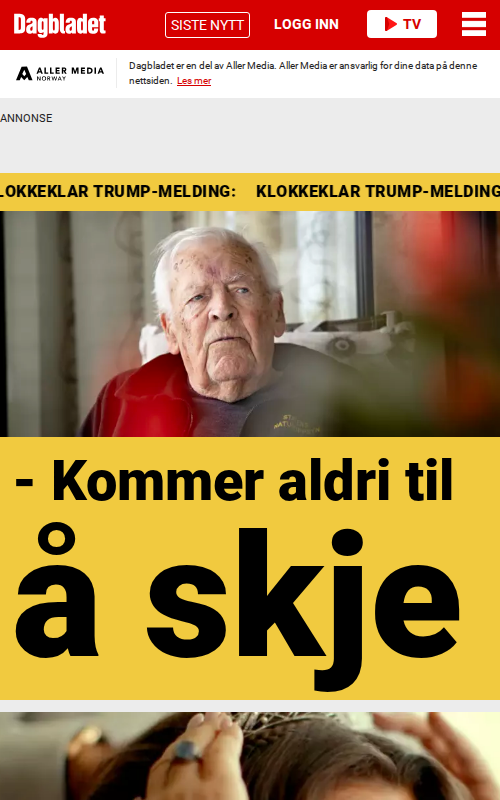 Dagbladet
SISTE NYTT
LOGG INN
TV
ALLER MEDIA
NORWAY
Dagbladet er en del av Aller Media. Aller Media er ansvarlig for dine data på denne
nettsiden. Les mer
ANNONSE
LOKKEKLAR TRUMP-MELDING: KLOKKEKLAR TRUMP-MELDING
- Kommer aldri til
å skje